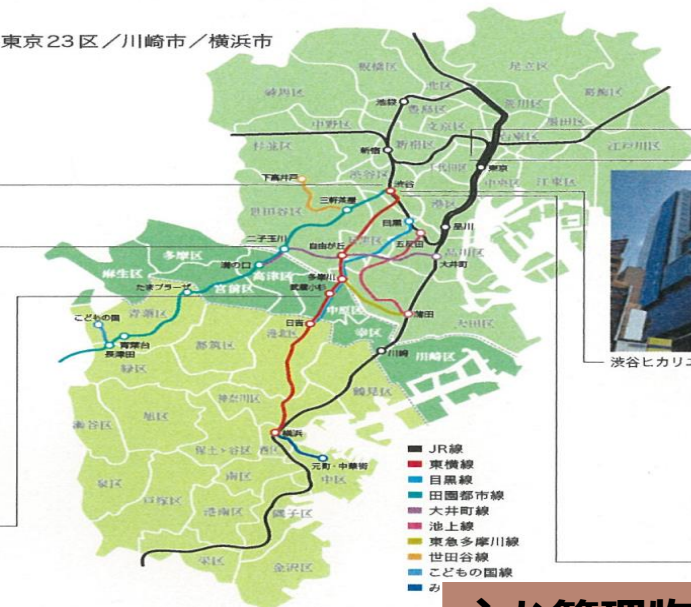 東京23区／川崎市／横浜市
板橋区
足立区
北区
練馬区
葛飾区
荒川区
池袋
豊島区
文京区
墨田区
中野区
台東区
江戸川区
杉並区
新宿
新宿区
千代田区
東京
渋谷区
中央区
江東区
下高井戸
渋谷
三軒茶屋
港区
世田谷区
目黒
品川
二子玉川
自由が丘
目黒区
五反田
品川区
大井町
多摩区
麻生区
溝の口
高津区
宮前区
たまプラーザ
多摩川
武蔵小杉
中原区
大田区
こどもの国
青葉区
日吉
蒲田
幸区
港北区
青葉台
都筑区
長津田
緑区
川崎
川崎区
渋谷ヒカリエ
神奈川区
鶴見区
瀬谷区
旭区
横浜
保土ヶ谷区
西区
元町・中華街
中区
泉区
南区
戸塚区
港南区
磯子区
栄区
金沢区
JR線
東横線
目黒線
田園都市線
大井町線
池上線
東急多摩川線
世田谷線
こどもの国線
み